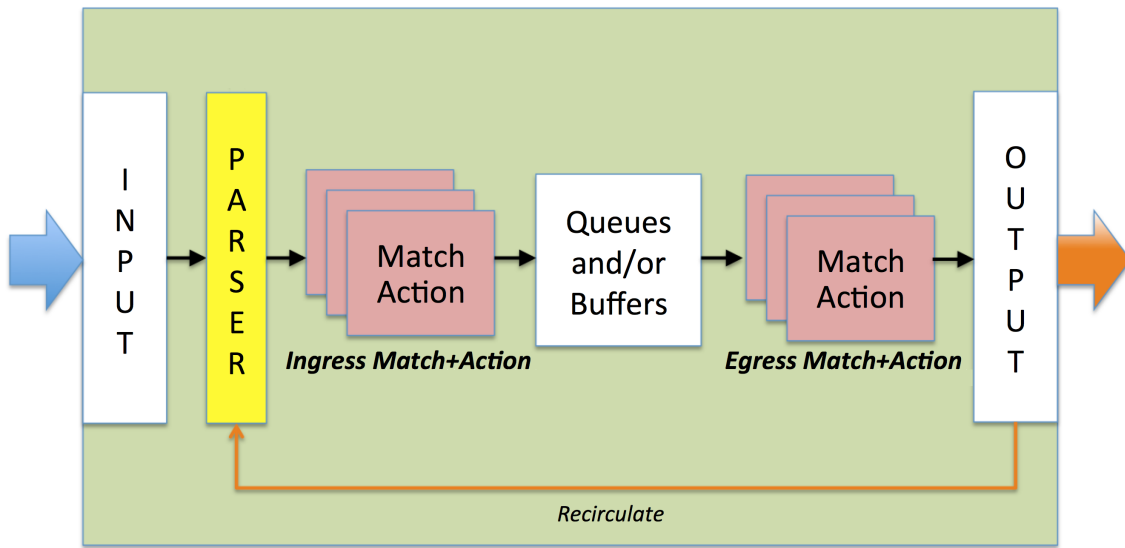 INPUT
PARSER
Match
Action
Ingress Match+Action
Queues
and/or
Buffers
Match
Action
Egress Match+Action
OUTPUT
Recirculate